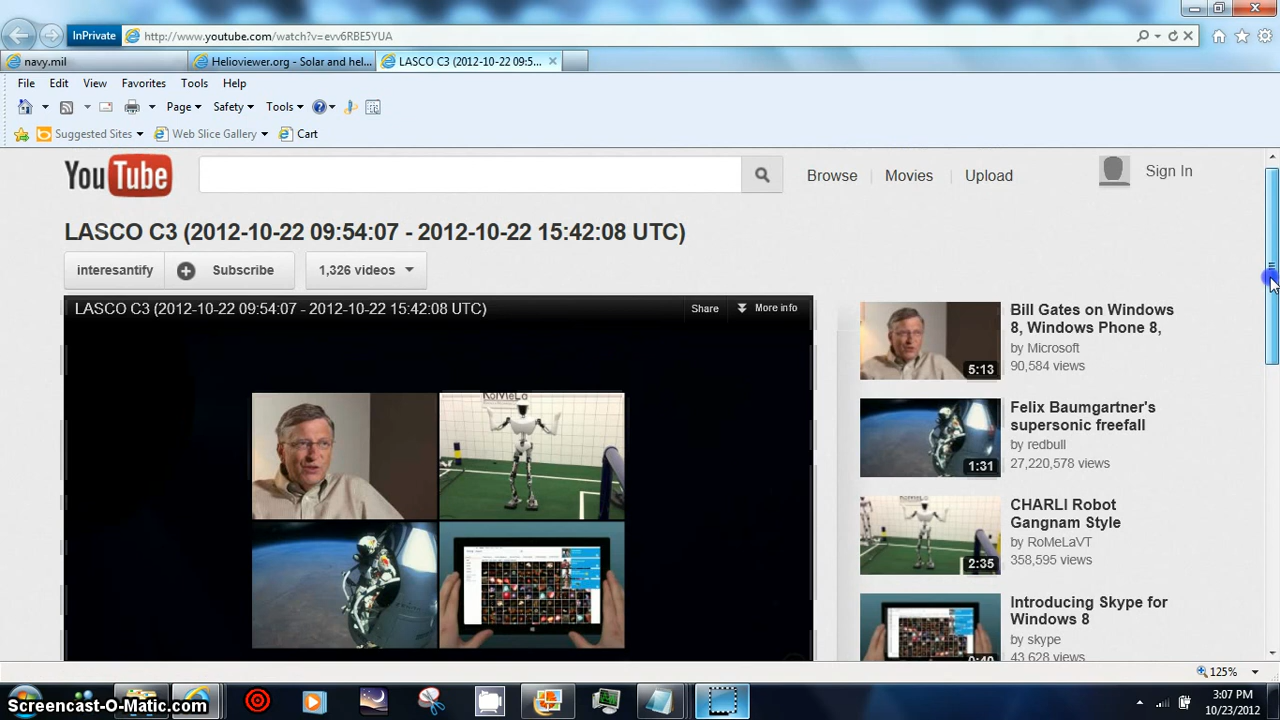 InPrivate
http://www.youtube.com/watch?v=evv6RBE5YUA
navy.mil
Helioviewer.org - Solar and hel...
LASCO C3 (2012-10-22 09:5...
File Edit View Favorites Tools Help
Page Safety Tools
Suggested Sites Web Slice Gallery Cart
YouTube
Browse Movies Upload Sign In
LASCO C3 (2012-10-22 09:54:07 - 2012-10-22 15:42:08 UTC)
interesantify Subscribe 1,326 videos
LASCO C3 (2012-10-22 09:54:07 - 2012-10-22 15:42:08 UTC) Share More info
RoMeLa
5:13
Bill Gates on Windows
8, Windows Phone 8,
by Microsoft
90,584 views
1:31
Felix Baumgartner's
supersonic freefall
by redbull
27,220,578 views
2:35
CHARLI Robot
Gangnam Style
by RoMeLaVT
358,595 views
0:40
Introducing Skype for
Windows 8
by skype
43,628 views
125%
Screencast-O-Matic.com
3:07 PM
10/23/2012